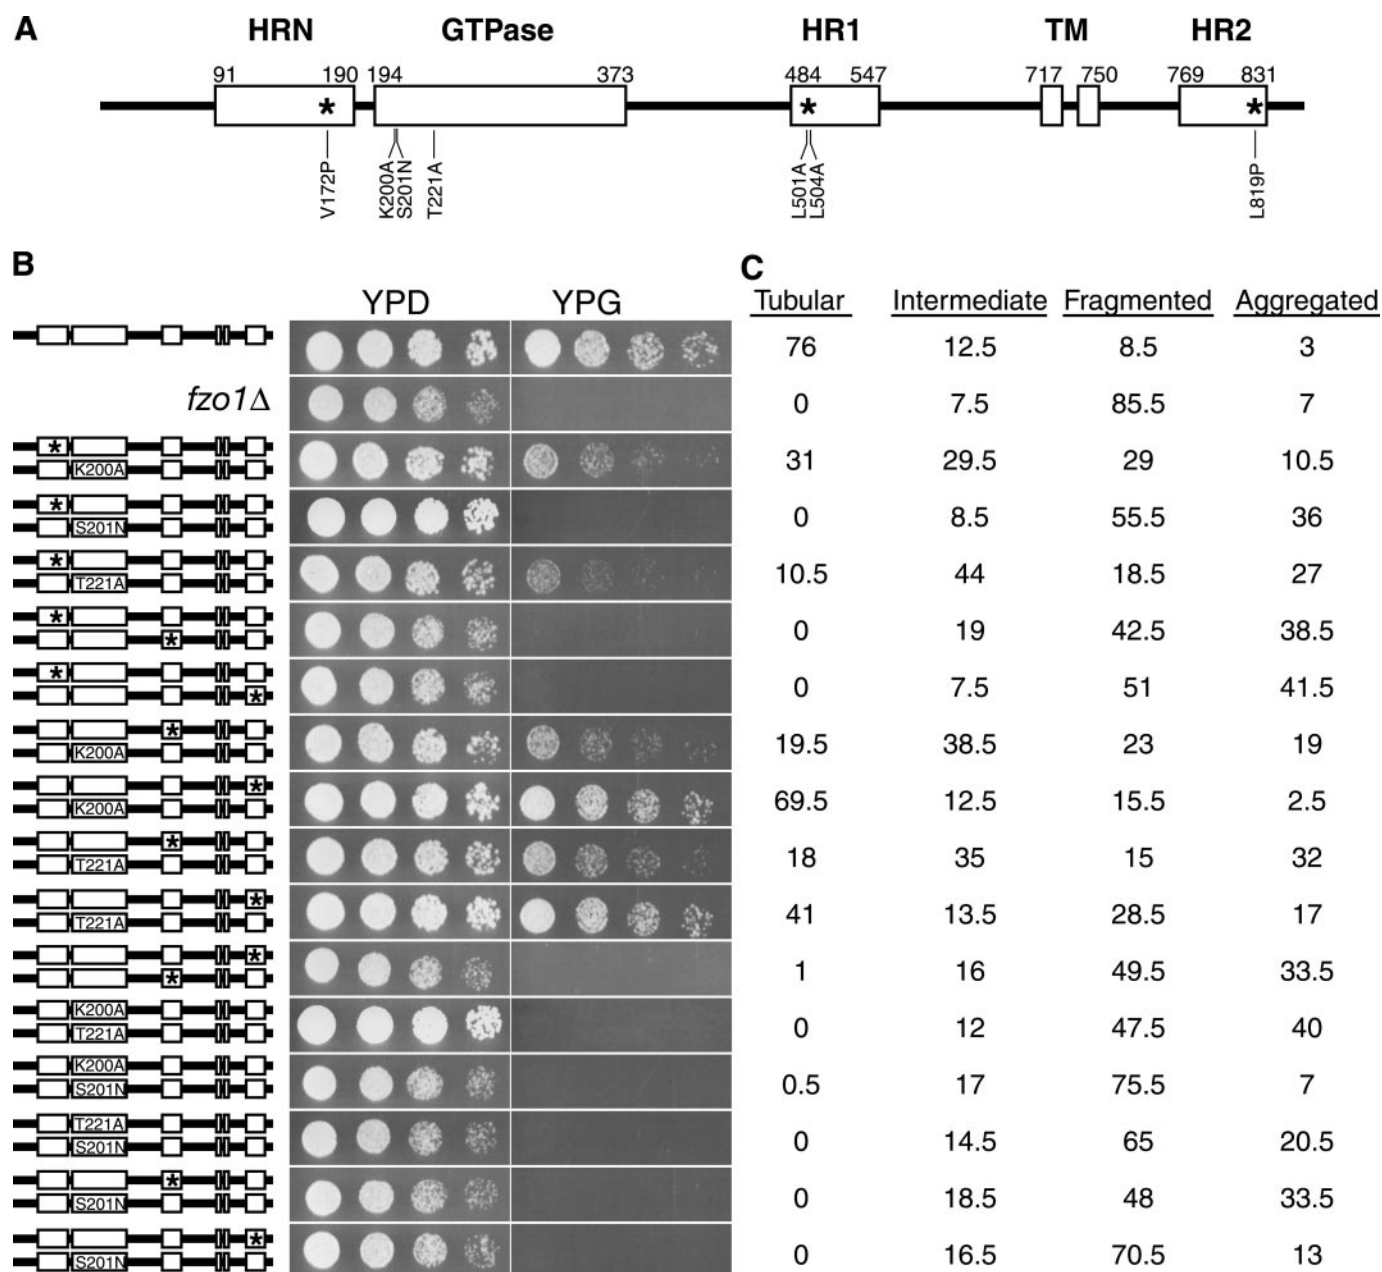 A
HRN GTPase HR1 TM HR2
91 190 194 373 484 547 717 750 769 831
* * *
V172P K200A S201N T221A L501A L504A L819P
B C
YPD YPG Tubular Intermediate Fragmented Aggregated
76 12.5 8.5 3
fzo1Δ 0 7.5 85.5 7
*
K200A
31 29.5 29 10.5
*
S201N
0 8.5 55.5 36
*
T221A
10.5 44 18.5 27
*
*
0 19 42.5 38.5
*
*
0 7.5 51 41.5
*
K200A
19.5 38.5 23 19
*
K200A
69.5 12.5 15.5 2.5
*
T221A
18 35 15 32
*
T221A
41 13.5 28.5 17
*
*
1 16 49.5 33.5
K200A
T221A
0 12 47.5 40
K200A
S201N
0.5 17 75.5 7
T221A
S201N
0 14.5 65 20.5
*
S201N
0 18.5 48 33.5
*
S201N
0 16.5 70.5 13